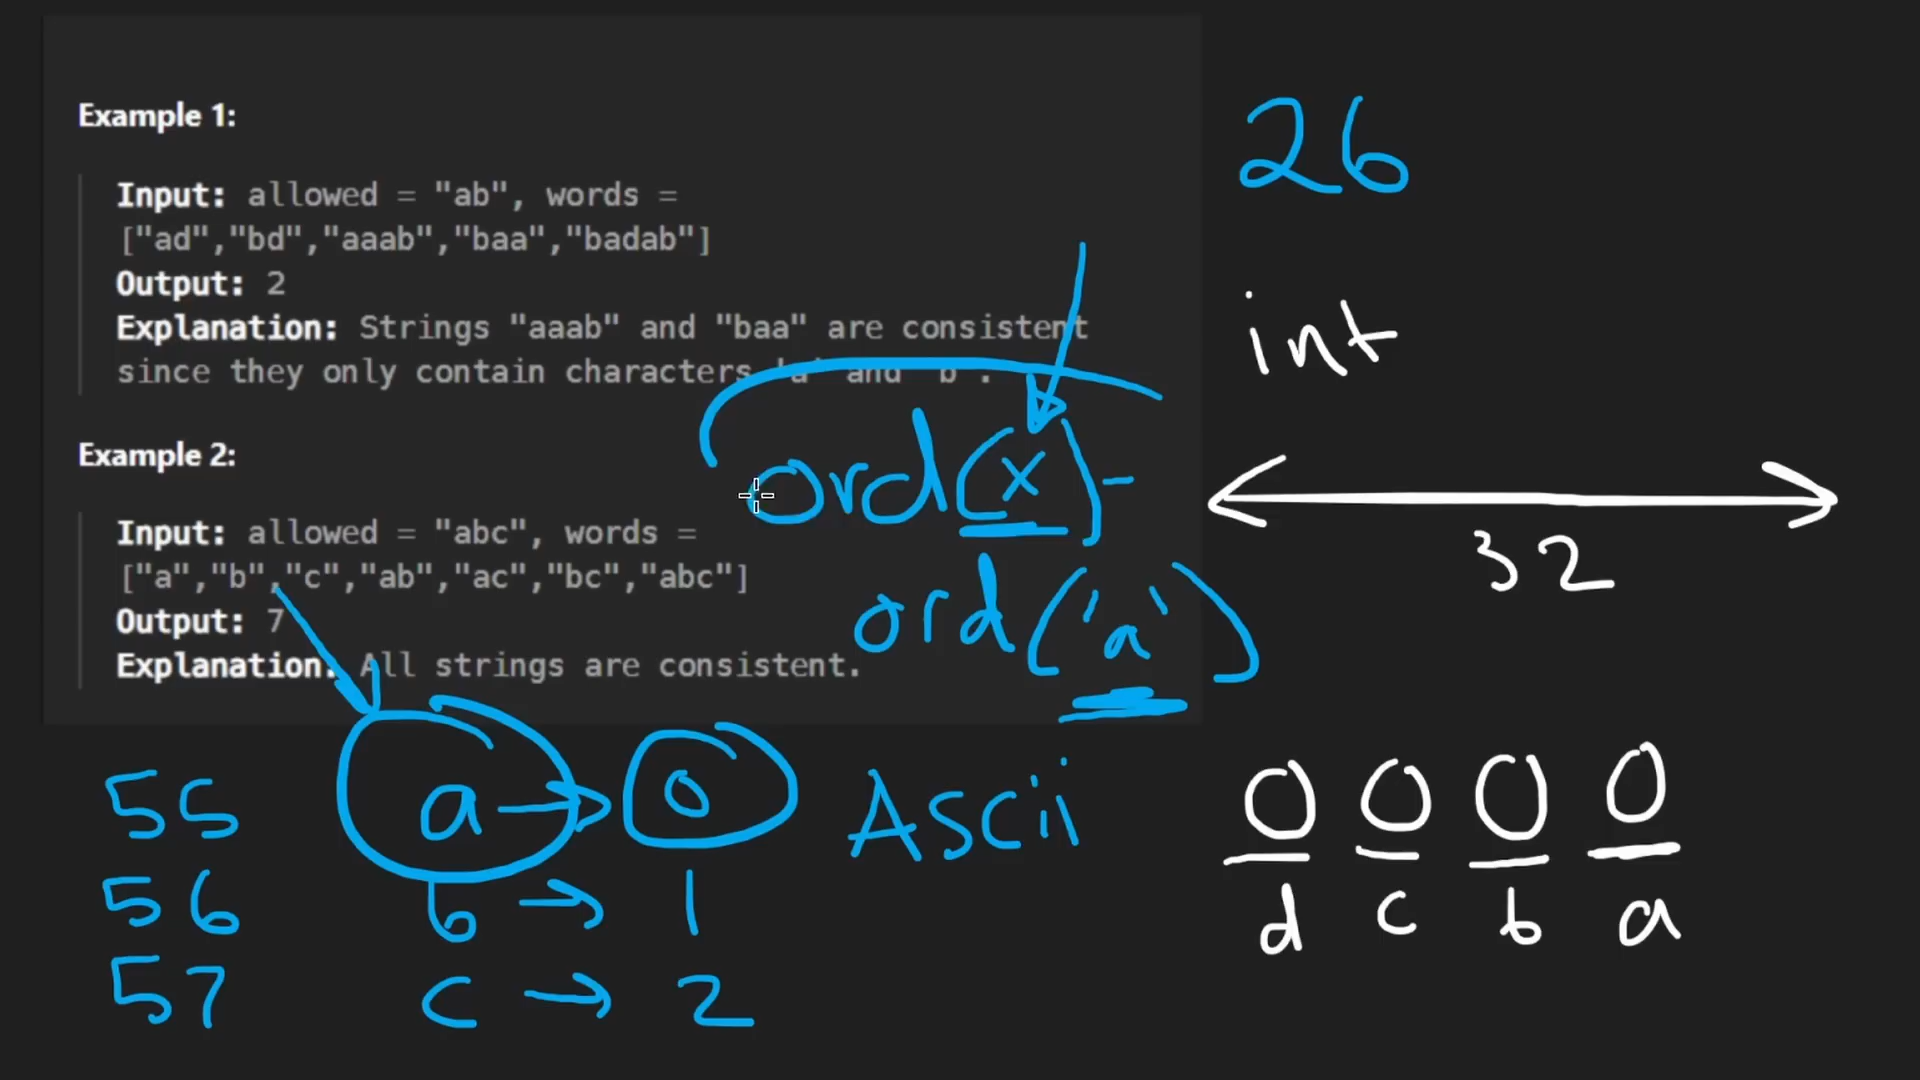 Example 1:
Input: allowed = "ab", words =
["ad","bd","aaab","baa","badab"]
Output: 2
Explanation: Strings "aaab" and "baa" are consistent
since they only contain characters 'a' and 'b'.
Example 2:
Input: allowed = "abc", words =
["a","b","c","ab","ac","bc","abc"]
Output: 7
Explanation: All strings are consistent.
ord(x) -
ord('a')
26
int
32
55 a → 0 Ascii
56 b → 1
57 c → 2
0 0 0 0
d c b a